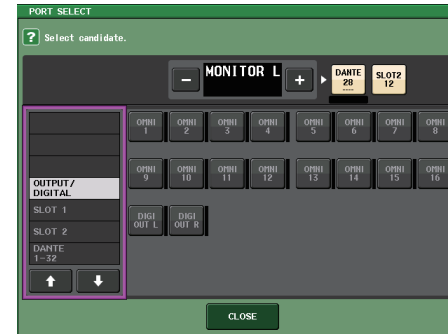 PORT SELECT
? Select candidate.
− MONITOR L +
DANTE
28
----
SLOT2
12
OUTPUT/
DIGITAL
SLOT 1
SLOT 2
DANTE
1-32
OMNI
1
OMNI
2
OMNI
3
OMNI
4
OMNI
5
OMNI
6
OMNI
7
OMNI
8
OMNI
9
OMNI
10
OMNI
11
OMNI
12
OMNI
13
OMNI
14
OMNI
15
OMNI
16
DIGI
OUT L
DIGI
OUT R
CLOSE